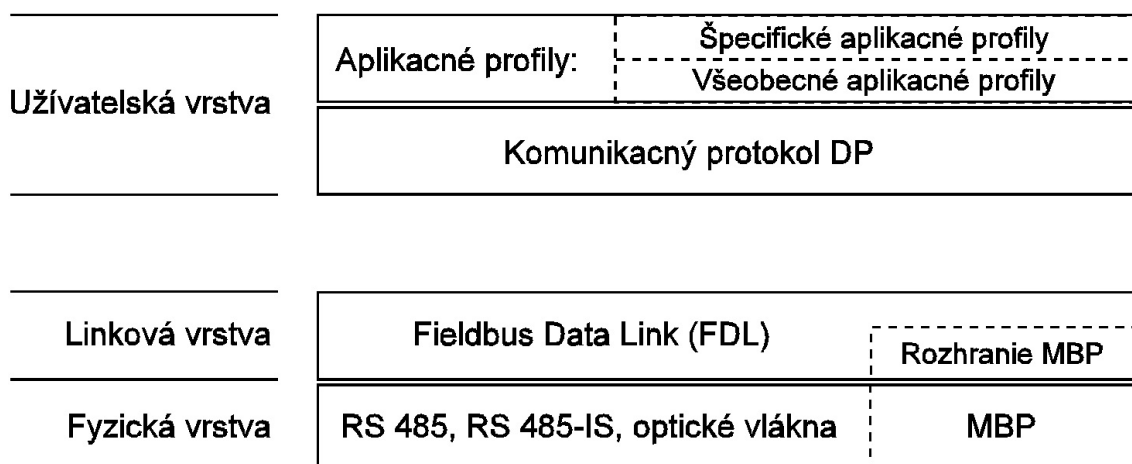 Užívatelská vrstva
Aplikacné profily:
Špecifické aplikacné profily
Všeobecné aplikacné profily
Komunikacný protokol DP
Linková vrstva
Fieldbus Data Link (FDL)
Rozhranie MBP
Fyzická vrstva
RS 485, RS 485-IS, optické vlákna
MBP